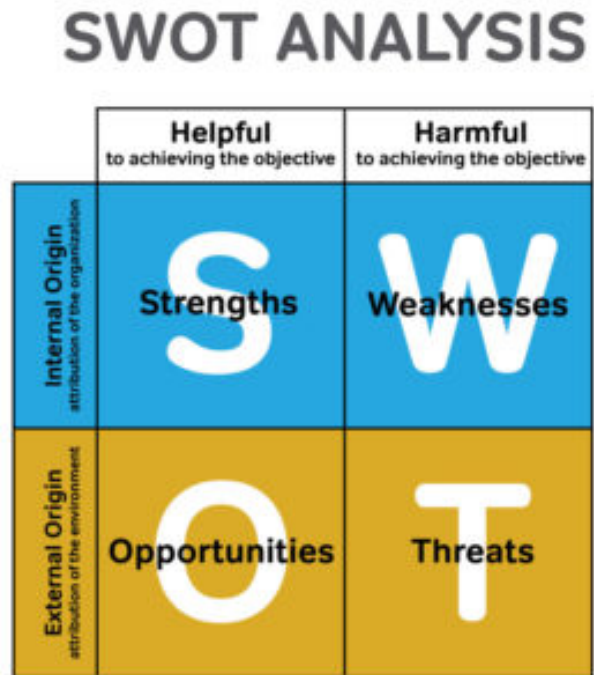 SWOT ANALYSIS
Helpful
to achieving the objective
Harmful
to achieving the objective
Internal Origin
attribution of the organization
S
Strengths
W
Weaknesses
External Origin
attribution of the environment
O
Opportunities
T
Threats